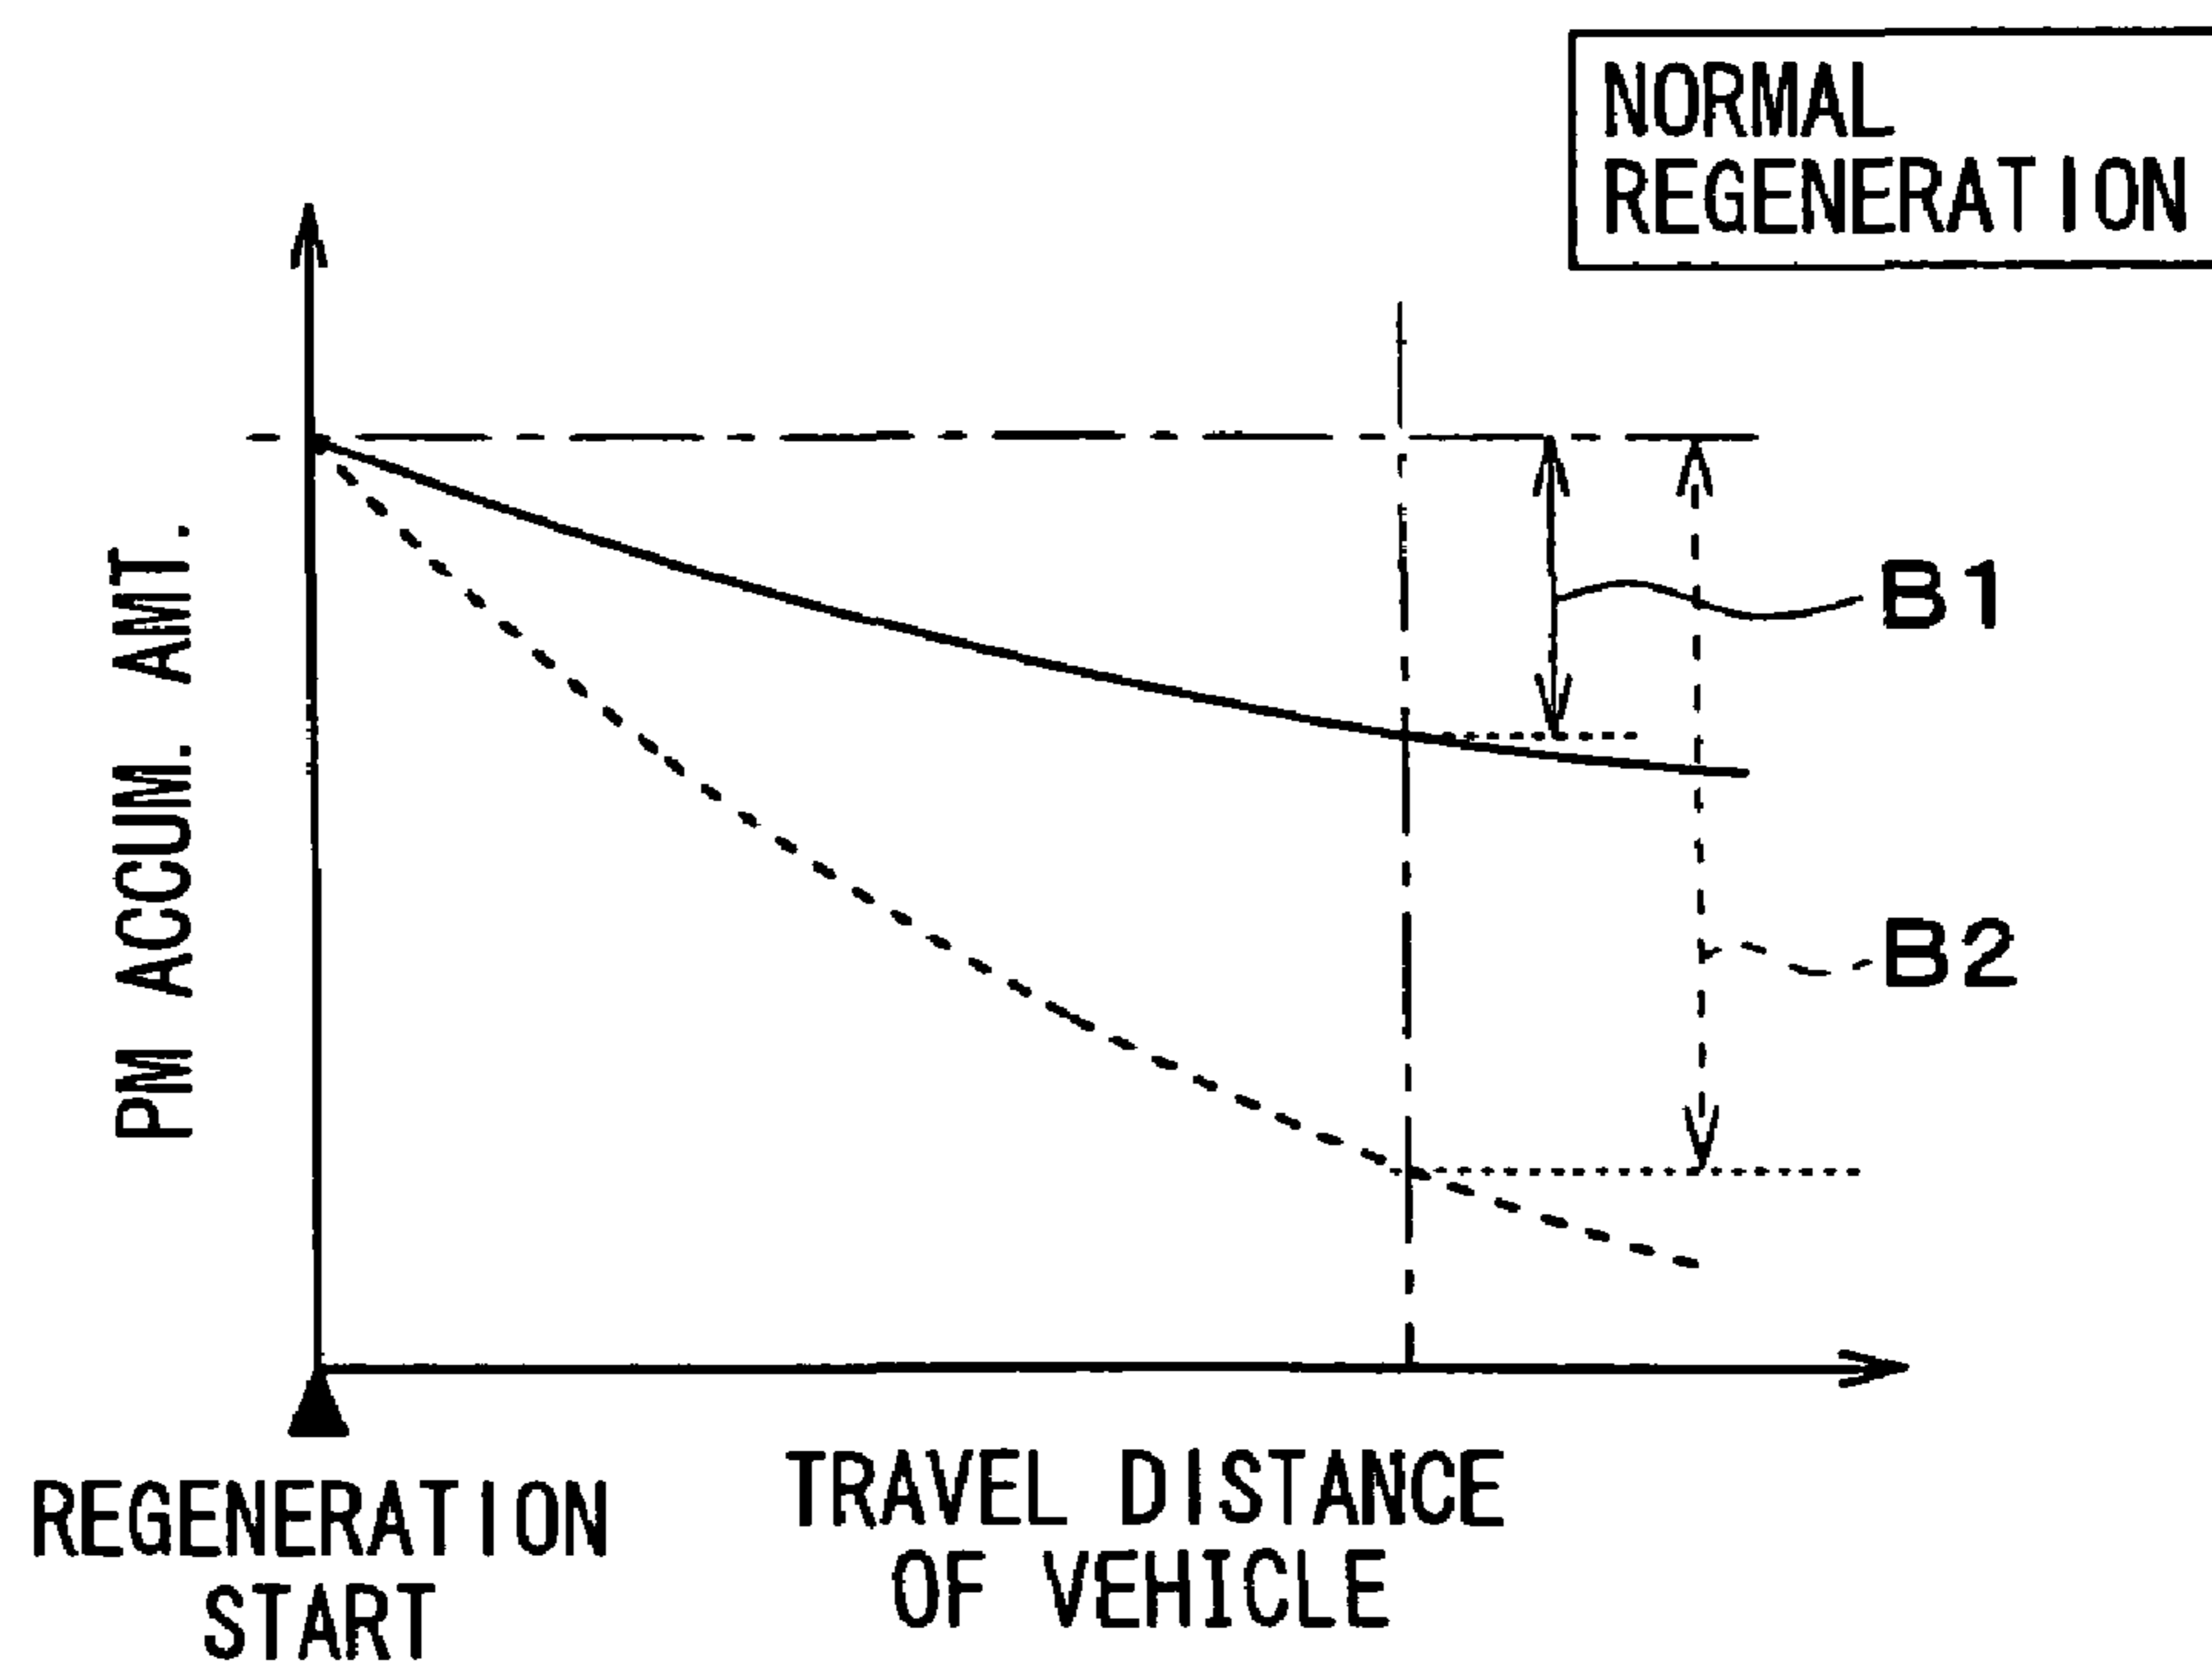 NORMAL
REGENERATION
PM ACCUM. AMT.
B1
B2
REGENERATION
START
TRAVEL DISTANCE
OF VEHICLE